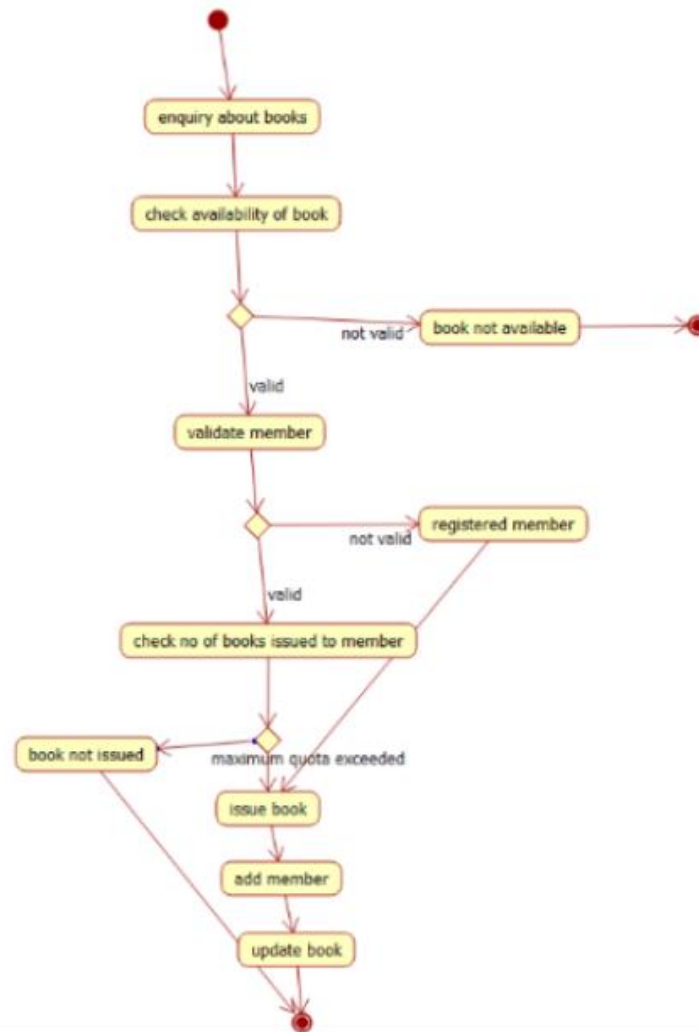 enquiry about books
check availability of book
not valid
book not available
valid
validate member
registered member
not valid
valid
check no of books issued to member
book not issued
maximum quota exceeded
issue book
add member
update book